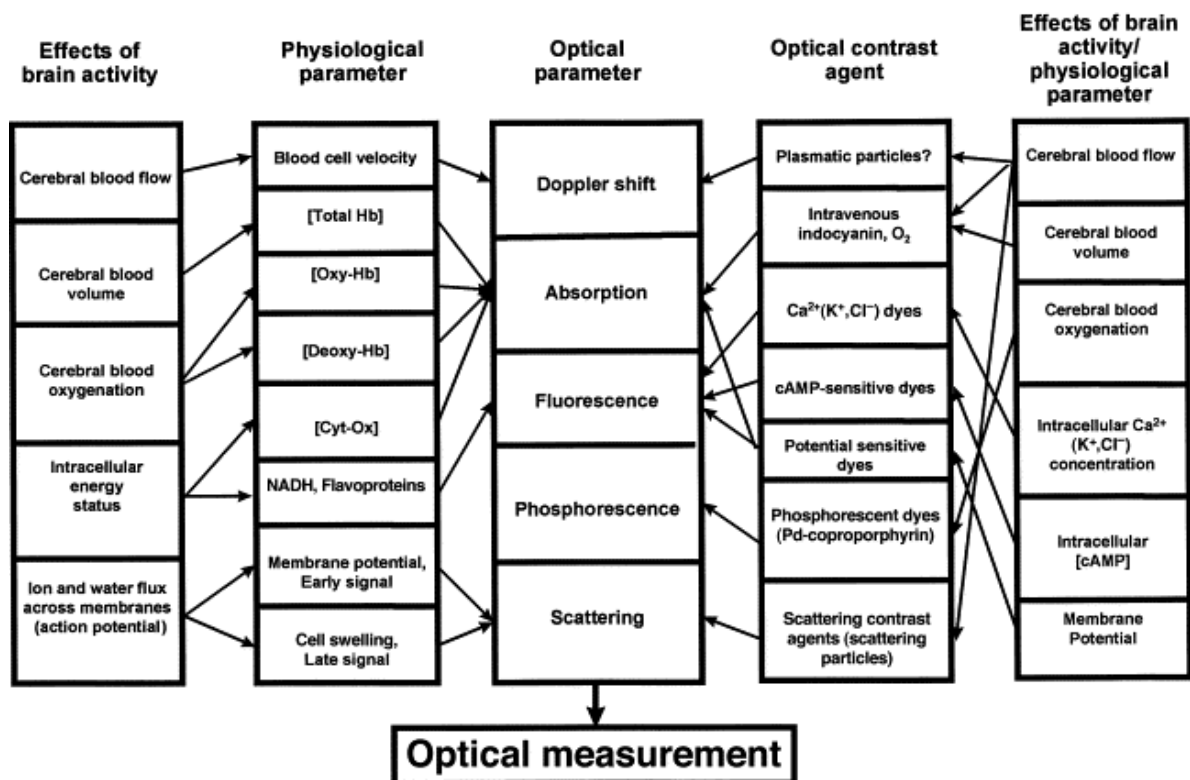 Effects of
brain activity
Physiological
parameter
Optical
parameter
Optical contrast
agent
Effects of brain
activity/
physiological
parameter
Cerebral blood flow
Cerebral blood
volume
Cerebral blood
oxygenation
Intracellular
energy
status
Ion and water flux
across membranes
(action potential)
Blood cell velocity
[Total Hb]
[Oxy-Hb]
[Deoxy-Hb]
[Cyt-Ox]
NADH, Flavoproteins
Membrane potential,
Early signal
Cell swelling,
Late signal
Doppler shift
Absorption
Fluorescence
Phosphorescence
Scattering
Plasmatic particles?
Intravenous
indocyanin, O₂
Ca²⁺(K⁺,Cl⁻) dyes
cAMP-sensitive dyes
Potential sensitive
dyes
Phosphorescent dyes
(Pd-coproporphyrin)
Scattering contrast
agents (scattering
particles)
Cerebral blood flow
Cerebral blood
volume
Cerebral blood
oxygenation
Intracellular Ca²⁺
(K⁺,Cl⁻)
concentration
Intracellular
[cAMP]
Membrane
Potential
Optical measurement